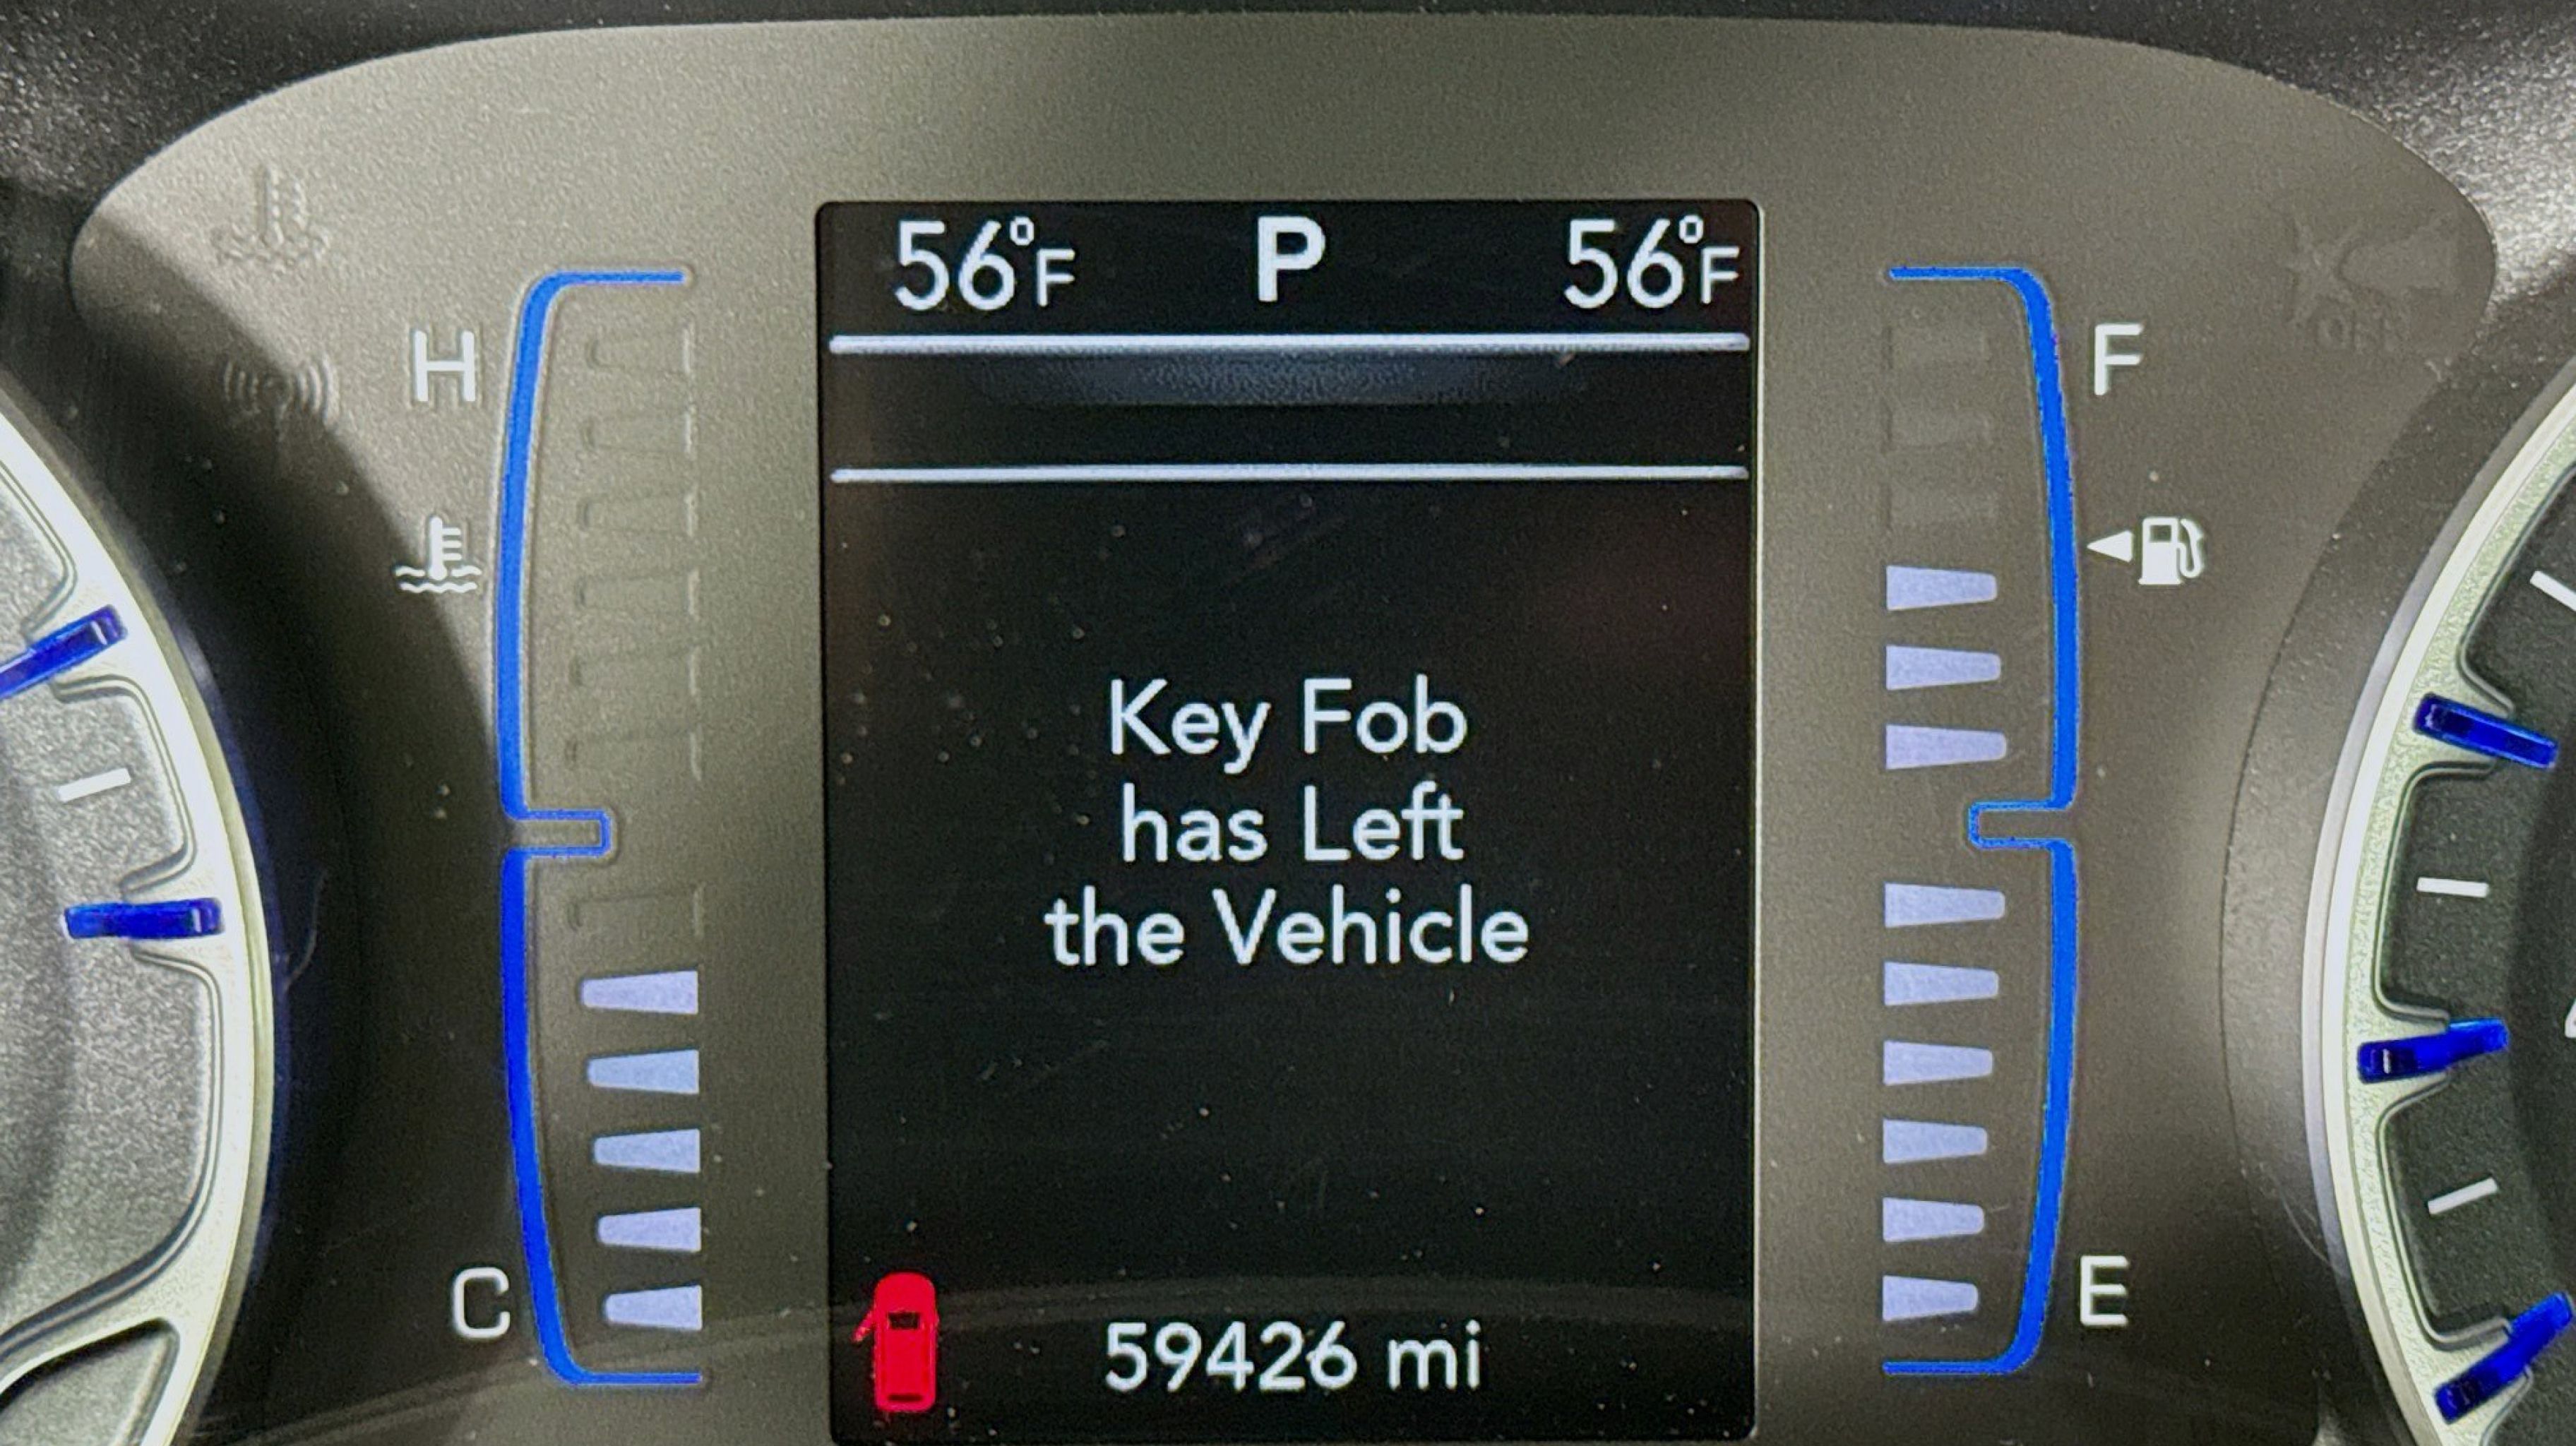 56°F P 56°F
H
F
Key Fob
has Left
the Vehicle
C
E
59426 mi